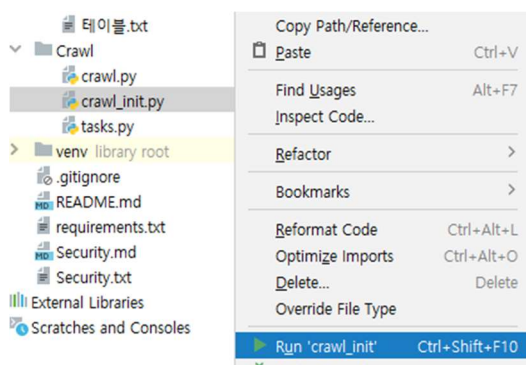 테이블.txt
Crawl
crawl.py
crawl_init.py
tasks.py
venv library root
.gitignore
README.md
requirements.txt
Security.md
Security.txt
External Libraries
Scratches and Consoles
Copy Path/Reference...
Paste Ctrl+V
Find Usages Alt+F7
Inspect Code...
Refactor
Bookmarks
Reformat Code Ctrl+Alt+L
Optimize Imports Ctrl+Alt+O
Delete... Delete
Override File Type
Run 'crawl_init' Ctrl+Shift+F10